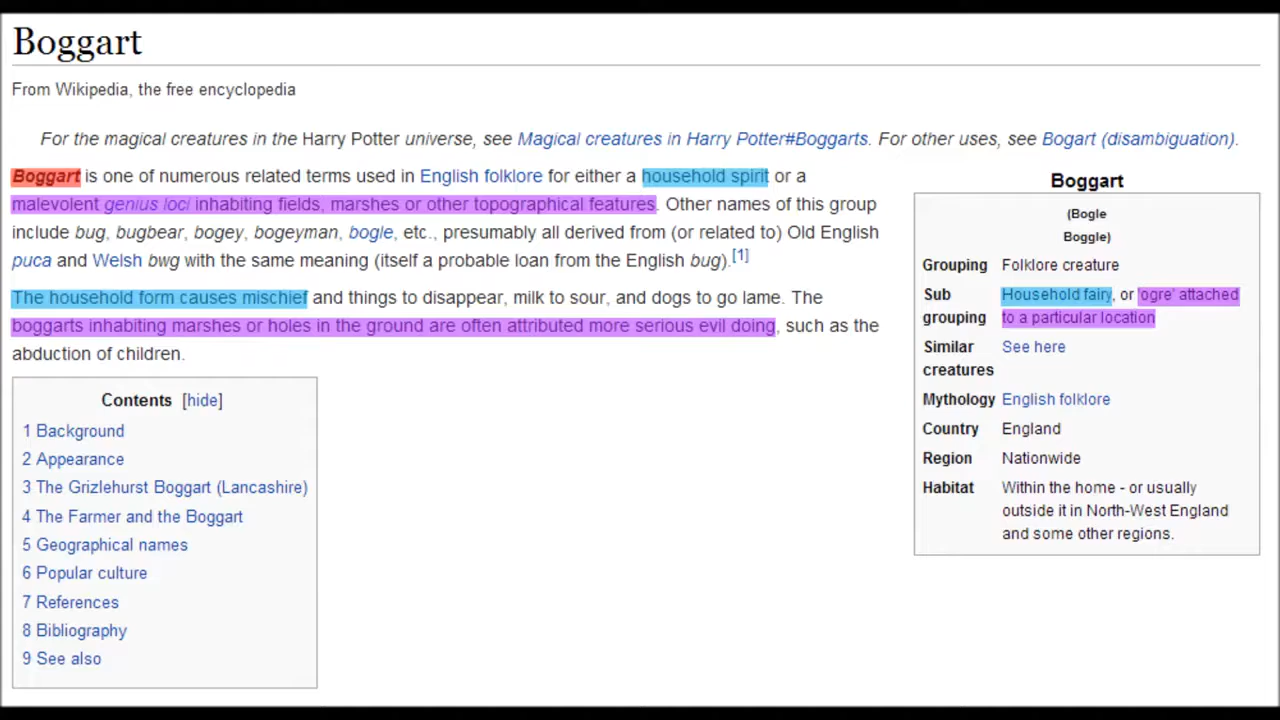 Boggart
From Wikipedia, the free encyclopedia
For the magical creatures in the Harry Potter universe, see Magical creatures in Harry Potter#Boggarts. For other uses, see Bogart (disambiguation).
Boggart is one of numerous related terms used in English folklore for either a household spirit or a
malevolent genius loci inhabiting fields, marshes or other topographical features. Other names of this group
include bug, bugbear, bogey, bogeyman, bogle, etc., presumably all derived from (or related to) Old English
puca and Welsh bwg with the same meaning (itself a probable loan from the English bug).[1]
The household form causes mischief and things to disappear, milk to sour, and dogs to go lame. The
boggarts inhabiting marshes or holes in the ground are often attributed more serious evil doing, such as the
abduction of children.
Contents [hide]
1 Background
2 Appearance
3 The Grizlehurst Boggart (Lancashire)
4 The Farmer and the Boggart
5 Geographical names
6 Popular culture
7 References
8 Bibliography
9 See also
Boggart
(Bogle
Boggle)
Grouping Folklore creature
Sub Household fairy, or 'ogre' attached
grouping to a particular location
Similar See here
creatures
Mythology English folklore
Country England
Region Nationwide
Habitat Within the home - or usually
outside it in North-West England
and some other regions.